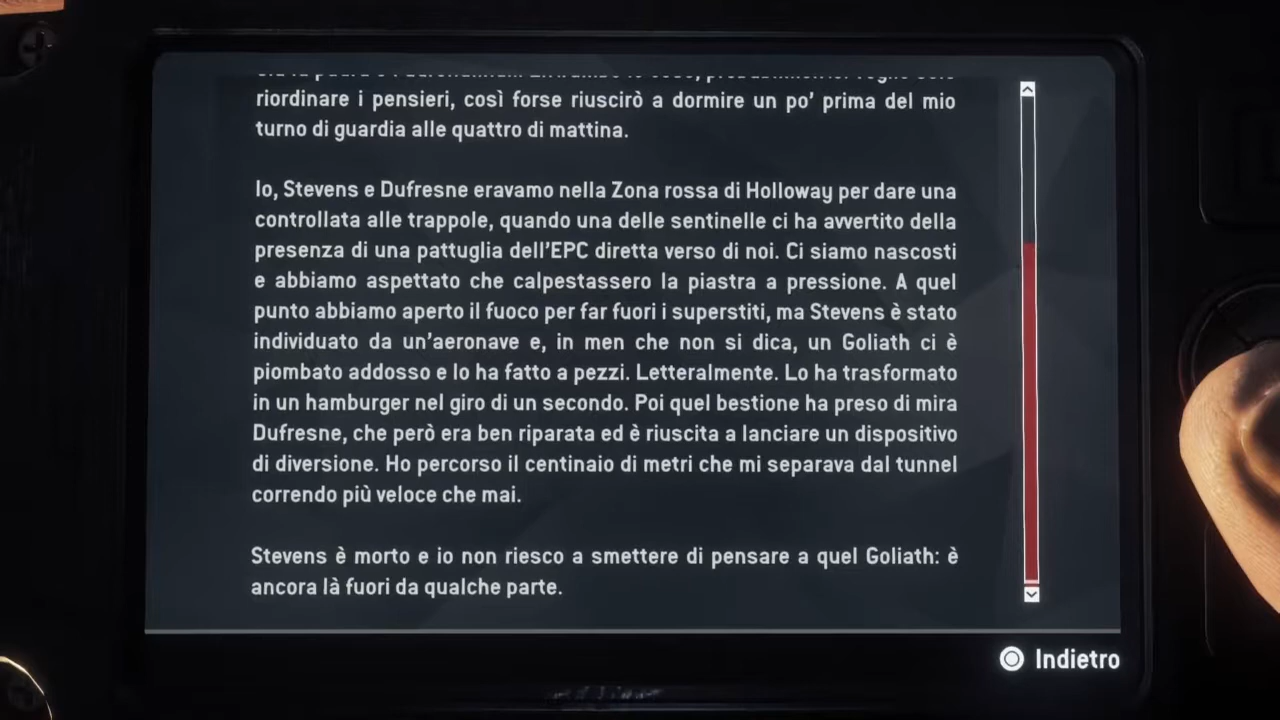 riordinare i pensieri, così forse riuscirò a dormire un po' prima del mio
turno di guardia alle quattro di mattina.
Io, Stevens e Dufresne eravamo nella Zona rossa di Holloway per dare una
controllata alle trappole, quando una delle sentinelle ci ha avvertito della
presenza di una pattuglia dell'EPC diretta verso di noi. Ci siamo nascosti
e abbiamo aspettato che calpestassero la piastra a pressione. A quel
punto abbiamo aperto il fuoco per far fuori i superstiti, ma Stevens è stato
individuato da un'aeronave e, in men che non si dica, un Goliath ci è
piombato addosso e lo ha fatto a pezzi. Letteralmente. Lo ha trasformato
in un hamburger nel giro di un secondo. Poi quel bestione ha preso di mira
Dufresne, che però era ben riparata ed è riuscita a lanciare un dispositivo
di diversione. Ho percorso il centinaio di metri che mi separava dal tunnel
correndo più veloce che mai.
Stevens è morto e io non riesco a smettere di pensare a quel Goliath: è
ancora là fuori da qualche parte.
Indietro